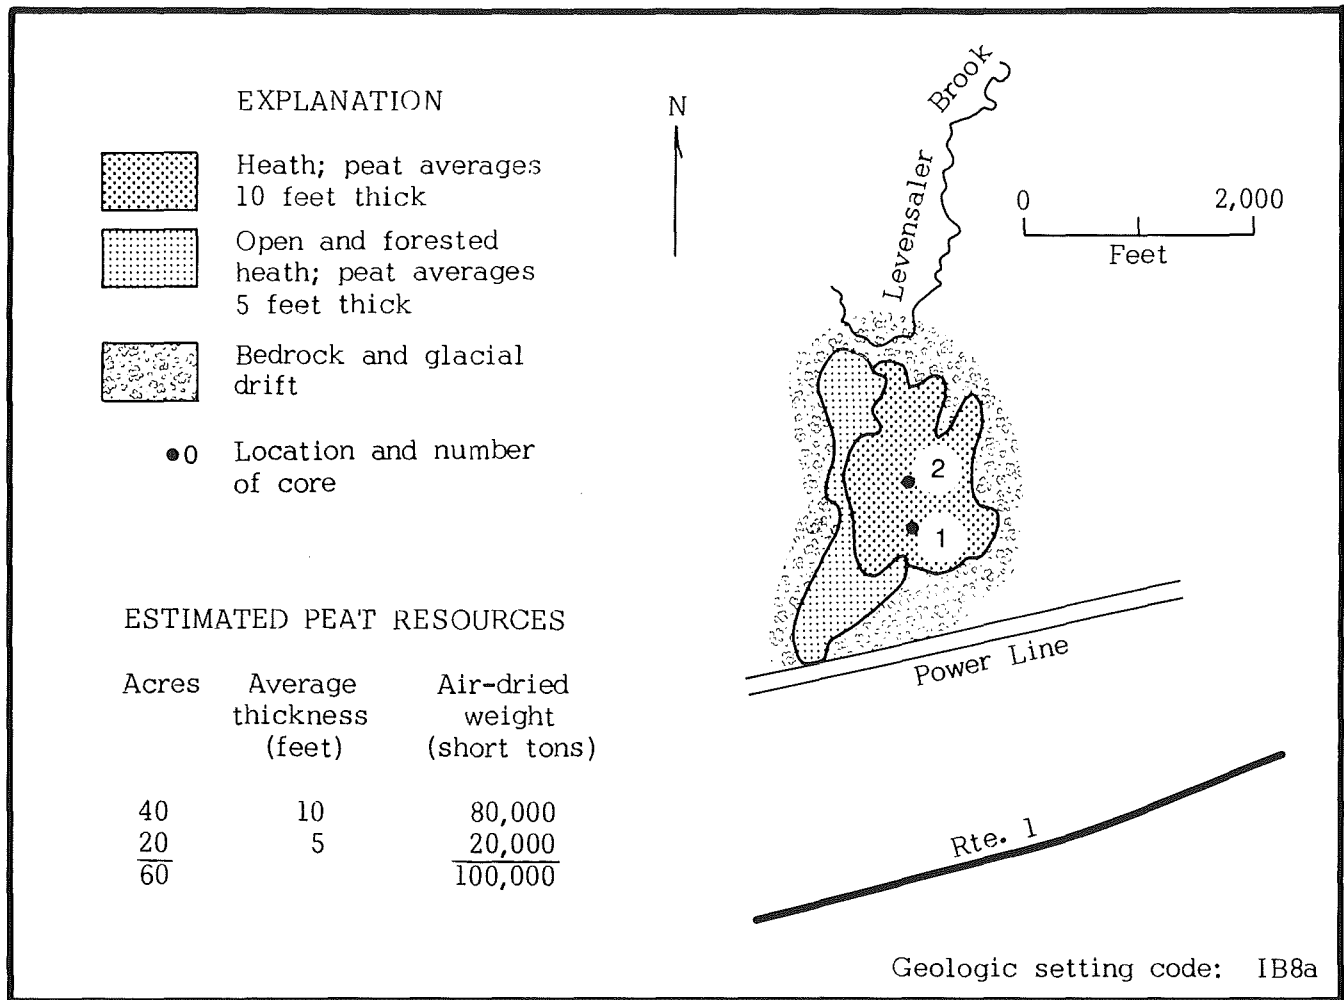 EXPLANATION
Heath; peat averages
10 feet thick
Open and forested
heath; peat averages
5 feet thick
Bedrock and glacial
drift
0 Location and number
of core
ESTIMATED PEAT RESOURCES
Acres Average Air-dried
thickness weight
(feet) (short tons)
40 10 80,000
20 5 20,000
60 100,000
N
Levensaler Brook
0 2,000
Feet
2
1
Power Line
Rte. 1
Geologic setting code: IB8a